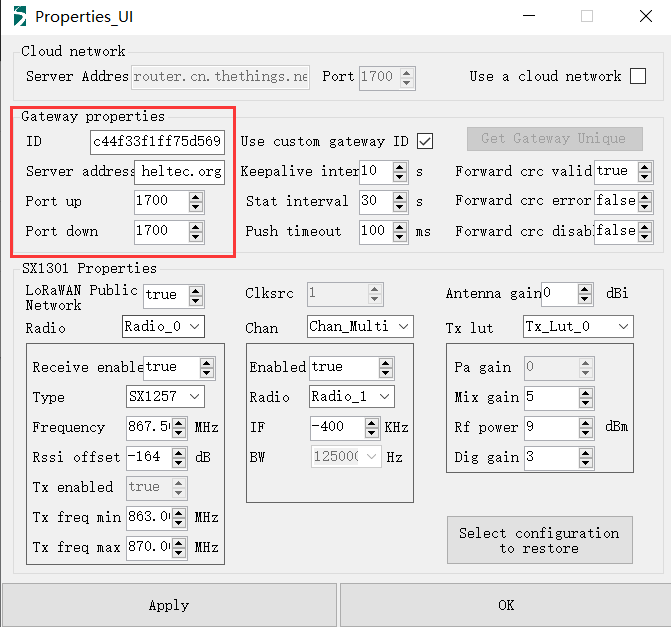 Properties_UI
Cloud network
Server Addres router.cn.thethings.ne Port 1700 Use a cloud network
Gateway properties
ID c44f33f1ff75d569 Use custom gateway ID Get Gateway Unique
Server address heltec.org Keepalive inter 10 s Forward crc valid true
Port up 1700 Stat interval 30 s Forward crc error false
Port down 1700 Push timeout 100 ms Forward crc disab false
SX1301 Properties
LoRaWAN Public
Network true Clksrc 1 Antenna gain 0 dBi
Radio Radio_0 Chan Chan_Multi Tx lut Tx_Lut_0
Receive enable true Enabled true Pa gain 0
Type SX1257 Radio Radio_1 Mix gain 5
Frequency 867.5 MHz IF -400 KHz Rf power 9 dBm
Rssi offset -164 dB BW 125000 Hz Dig gain 3
Tx enabled true
Tx freq min 863.0 MHz
Tx freq max 870.0 MHz
Select configuration
to restore
Apply OK